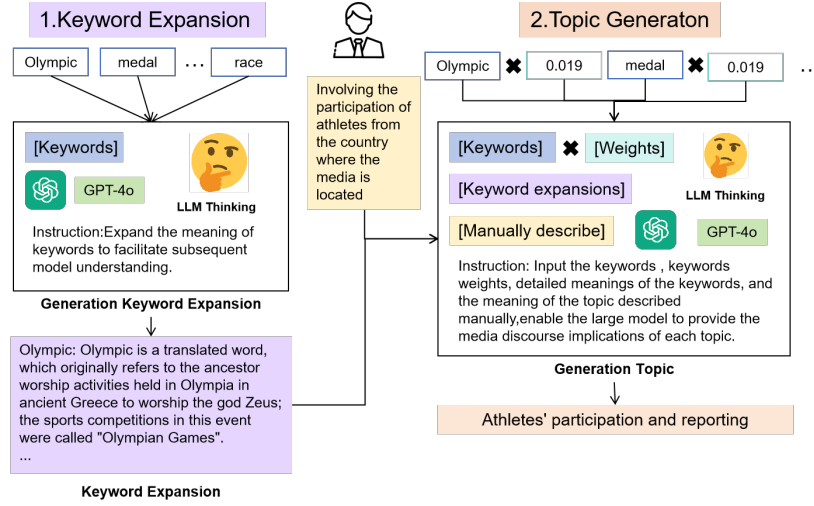 1.Keyword Expansion
Olympic
medal
...
race
[Keywords]
GPT-4o
LLM Thinking
Instruction:Expand the meaning of
keywords to facilitate subsequent
model understanding.
Generation Keyword Expansion
Olympic: Olympic is a translated word,
which originally refers to the ancestor
worship activities held in Olympia in
ancient Greece to worship the god Zeus;
the sports competitions in this event
were called "Olympian Games".
...
Keyword Expansion
Involving the
participation of
athletes from
the country
where the
media is
located
2.Topic Generaton
Olympic
0.019
medal
0.019
..
[Keywords]
[Weights]
LLM Thinking
[Keyword expansions]
[Manually describe]
GPT-4o
Instruction: Input the keywords , keywords
weights, detailed meanings of the keywords, and
the meaning of the topic described
manually,enable the large model to provide the
media discourse implications of each topic.
Generation Topic
Athletes' participation and reporting